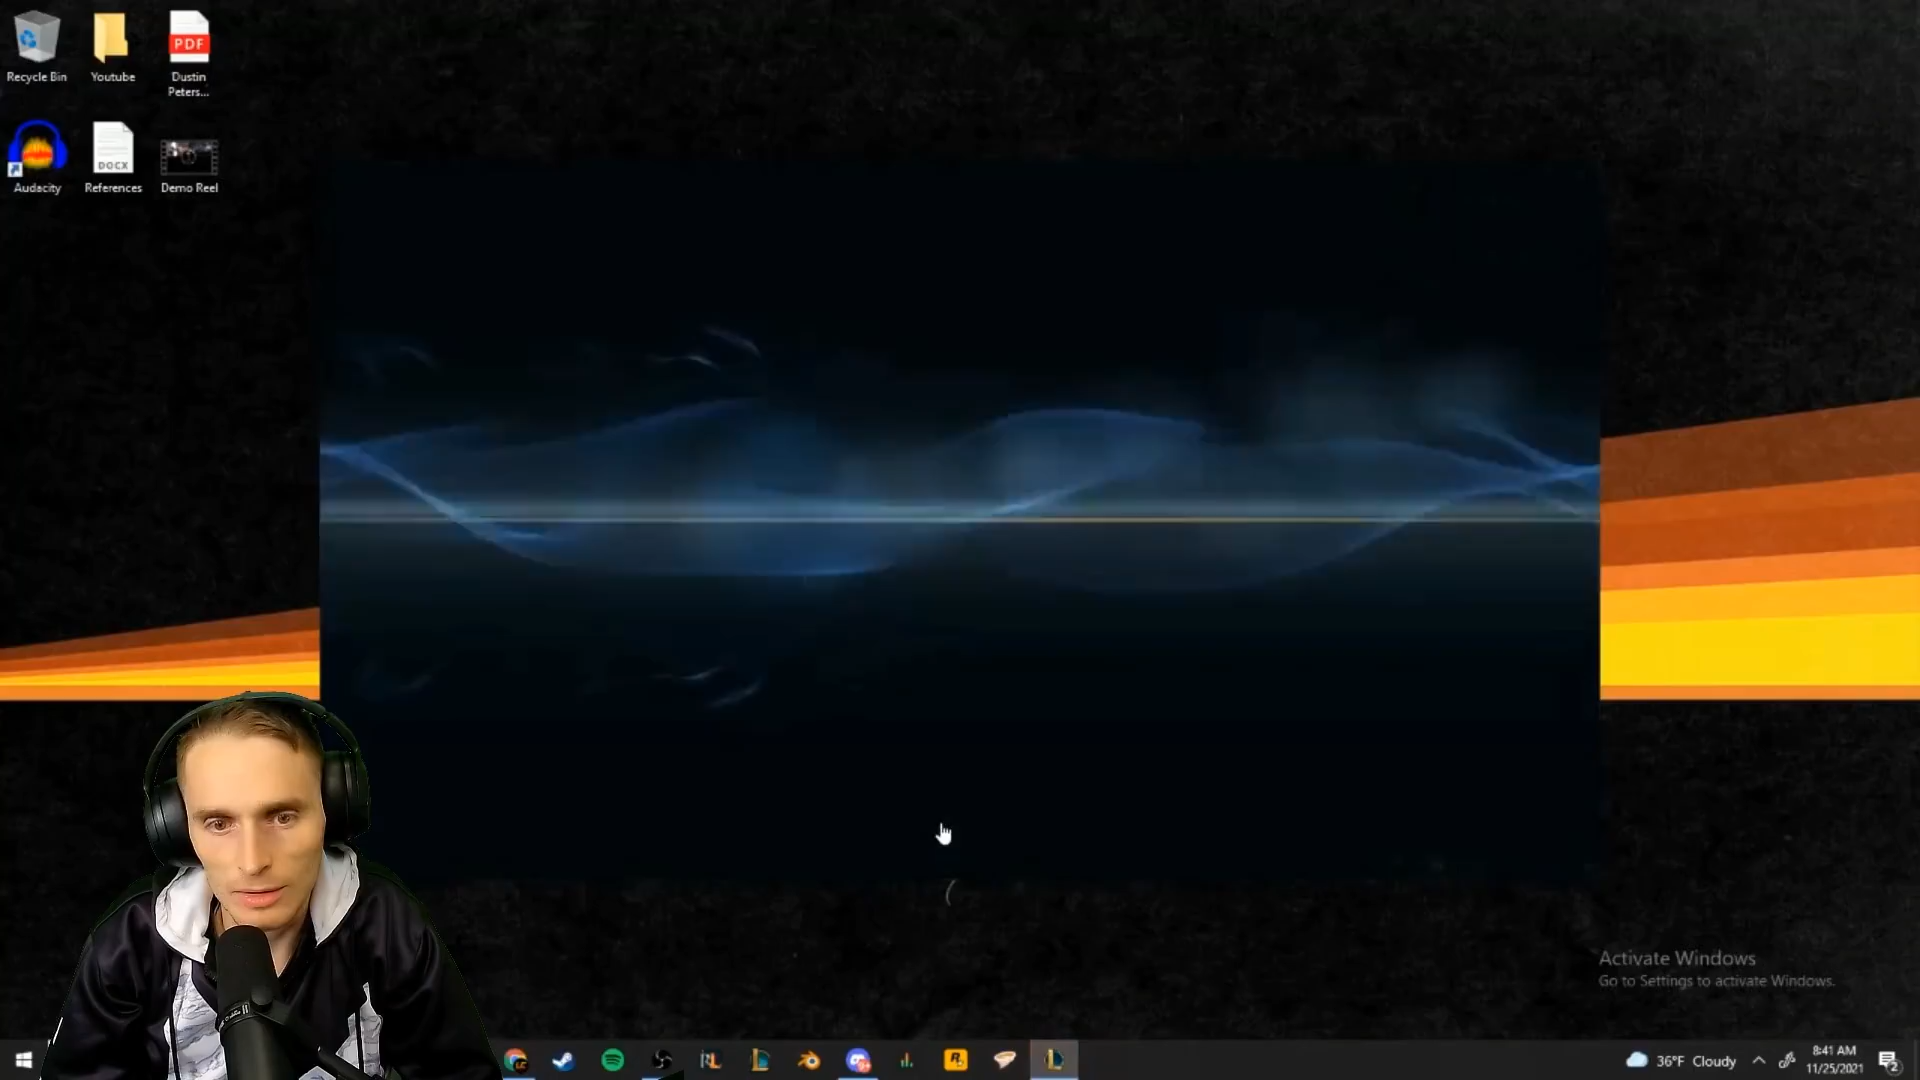 Recycle Bin
Youtube
Dustin
Peters...
PDF
Audacity
References
DOCX
Demo Reel
Activate Windows
Go to Settings to activate Windows.
36°F Cloudy
8:41 AM
11/25/2021
2